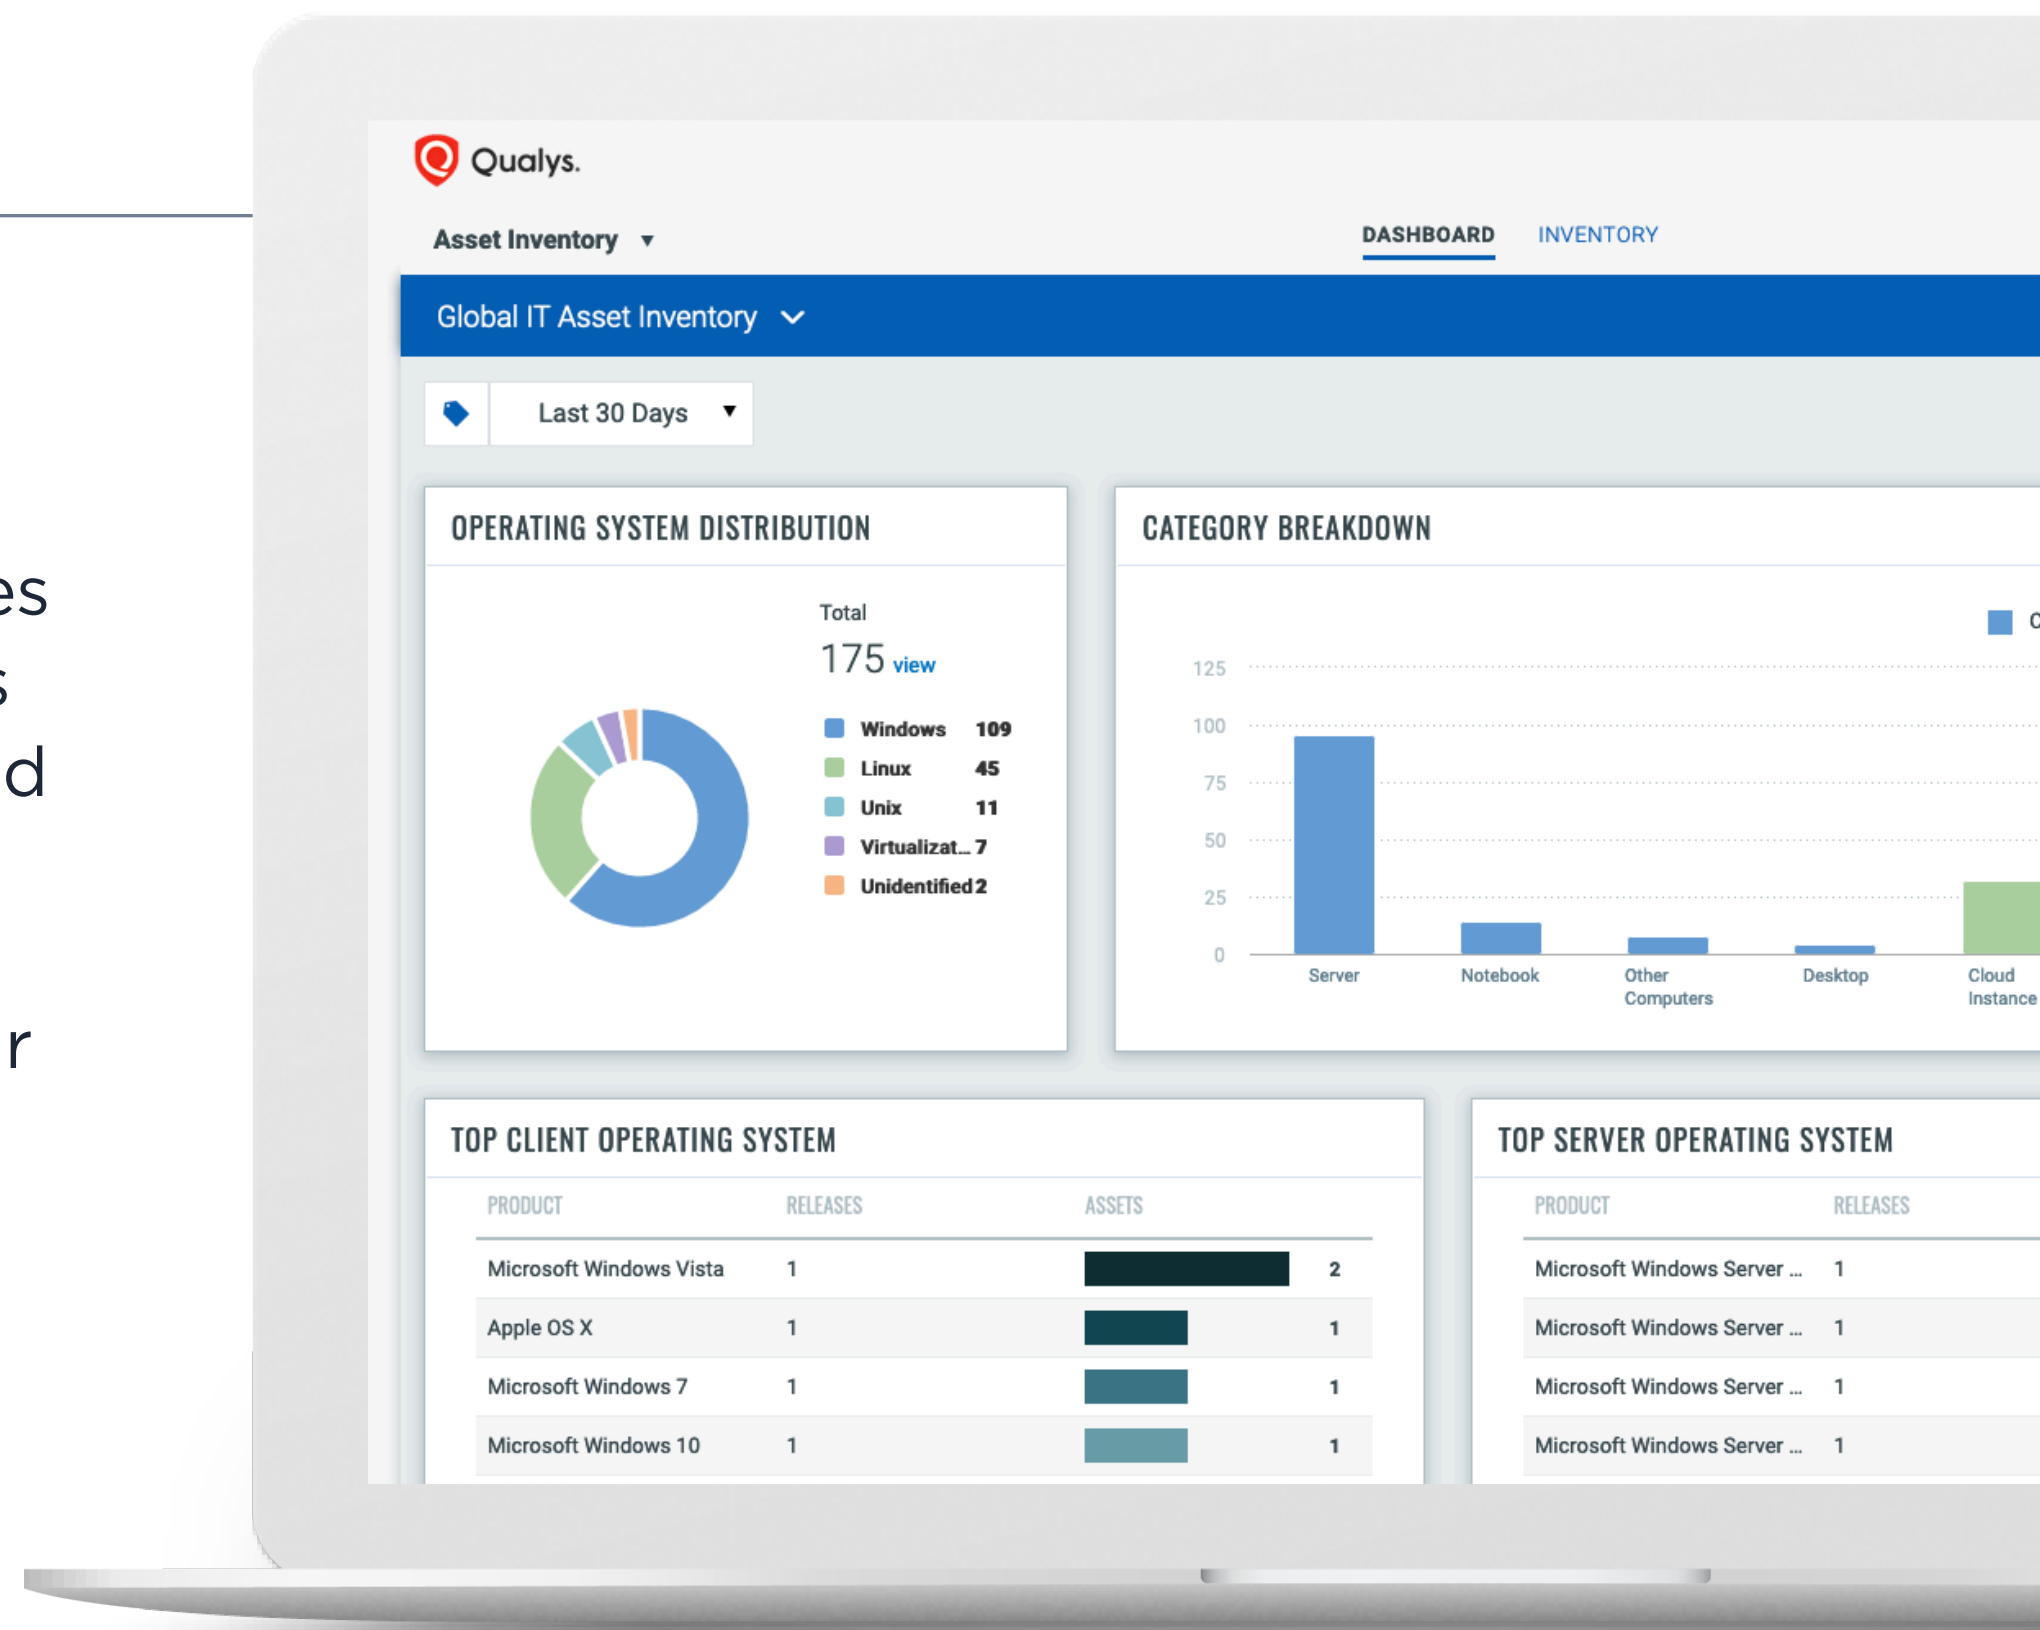 es
s
d
r
Qualys.
Asset Inventory
DASHBOARD INVENTORY
Global IT Asset Inventory
Last 30 Days
OPERATING SYSTEM DISTRIBUTION
Total
175 view
Windows 109
Linux 45
Unix 11
Virtualizat... 7
Unidentified 2
CATEGORY BREAKDOWN
C
125
100
75
50
25
0
Server
Notebook
Other
Computers
Desktop
Cloud
Instance
TOP CLIENT OPERATING SYSTEM
PRODUCT RELEASES ASSETS
Microsoft Windows Vista 1 2
Apple OS X 1 1
Microsoft Windows 7 1 1
Microsoft Windows 10 1 1
TOP SERVER OPERATING SYSTEM
PRODUCT RELEASES
Microsoft Windows Server ... 1
Microsoft Windows Server ... 1
Microsoft Windows Server ... 1
Microsoft Windows Server ... 1